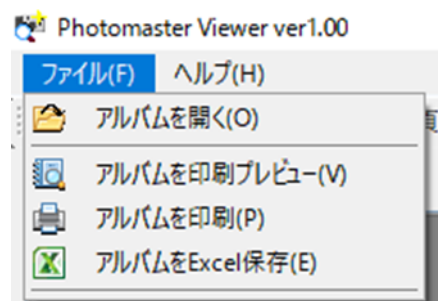 Photomaster Viewer ver1.00
ファイル(F) ヘルプ(H)
アルバムを開く(O)
アルバムを印刷プレビュー(V)
アルバムを印刷(P)
アルバムをExcel保存(E)